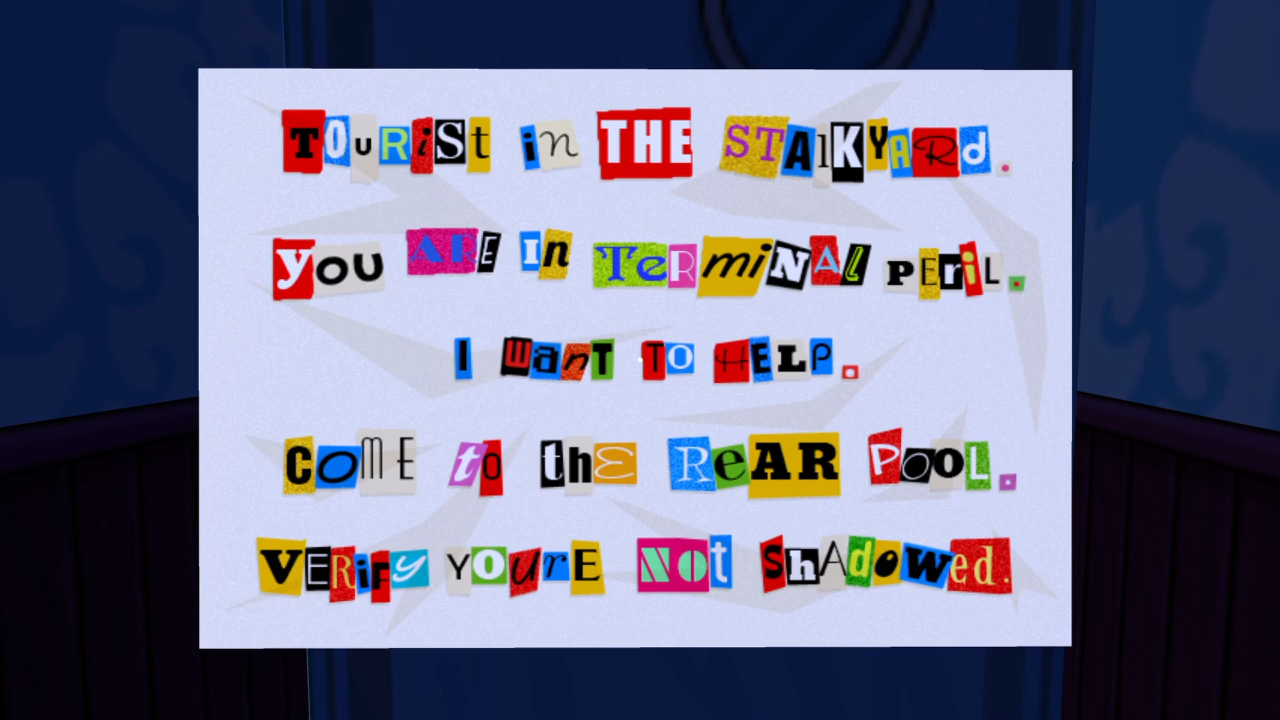 TOURiSt in THE STAlKYARd.
you ARE In TeRmiNAL PEriL.
I WanT TO HELP.
COME to the ReAR POOL.
VERiFy YOUrE NOt ShAdowed.